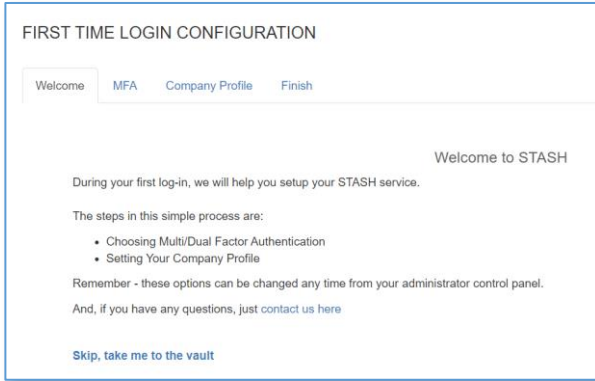 FIRST TIME LOGIN CONFIGURATION
Welcome MFA Company Profile Finish
Welcome to STASH
During your first log-in, we will help you setup your STASH service.
The steps in this simple process are:
• Choosing Multi/Dual Factor Authentication
• Setting Your Company Profile
Remember - these options can be changed any time from your administrator control panel.
And, if you have any questions, just contact us here
Skip, take me to the vault